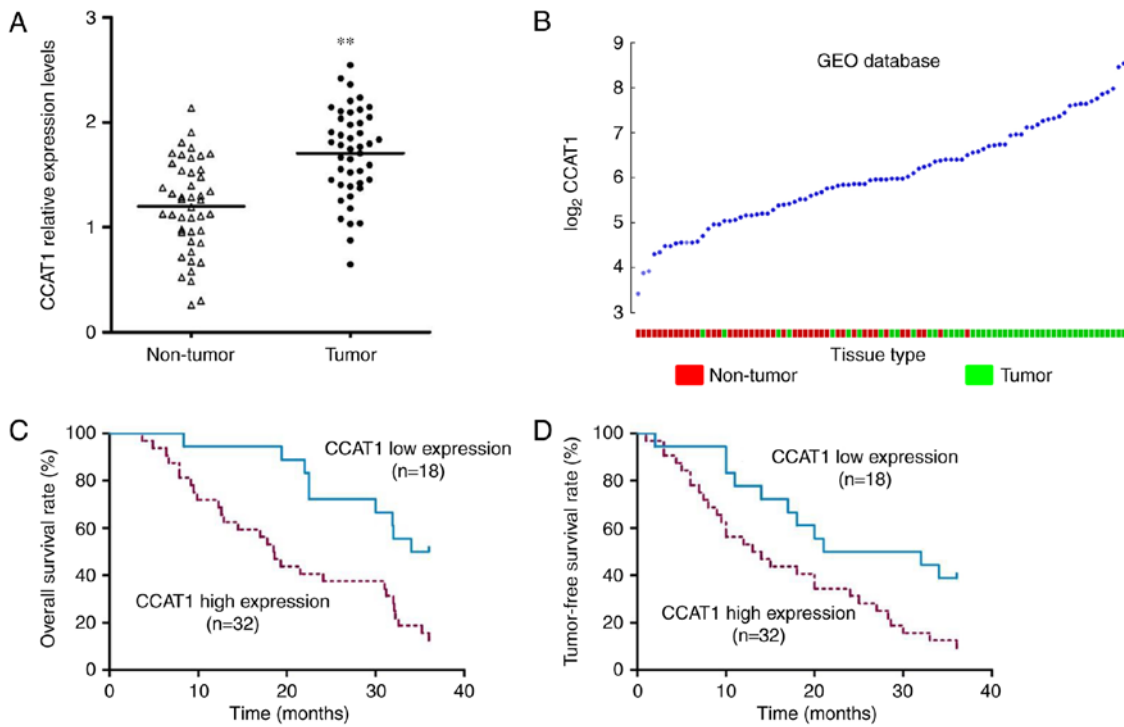 A
CCAT1 relative expression levels
3
2
1
0
**
Non-tumor
Tumor
B
GEO database
log2 CCAT1
9
8
7
6
5
4
3
Tissue type
Non-tumor
Tumor
C
Overall survival rate (%)
100
80
60
40
20
0
CCAT1 low expression
(n=18)
CCAT1 high expression
(n=32)
0 10 20 30 40
Time (months)
D
Tumor-free survival rate (%)
100
80
60
40
20
0
CCAT1 low expression
(n=18)
CCAT1 high expression
(n=32)
0 10 20 30 40
Time (months)